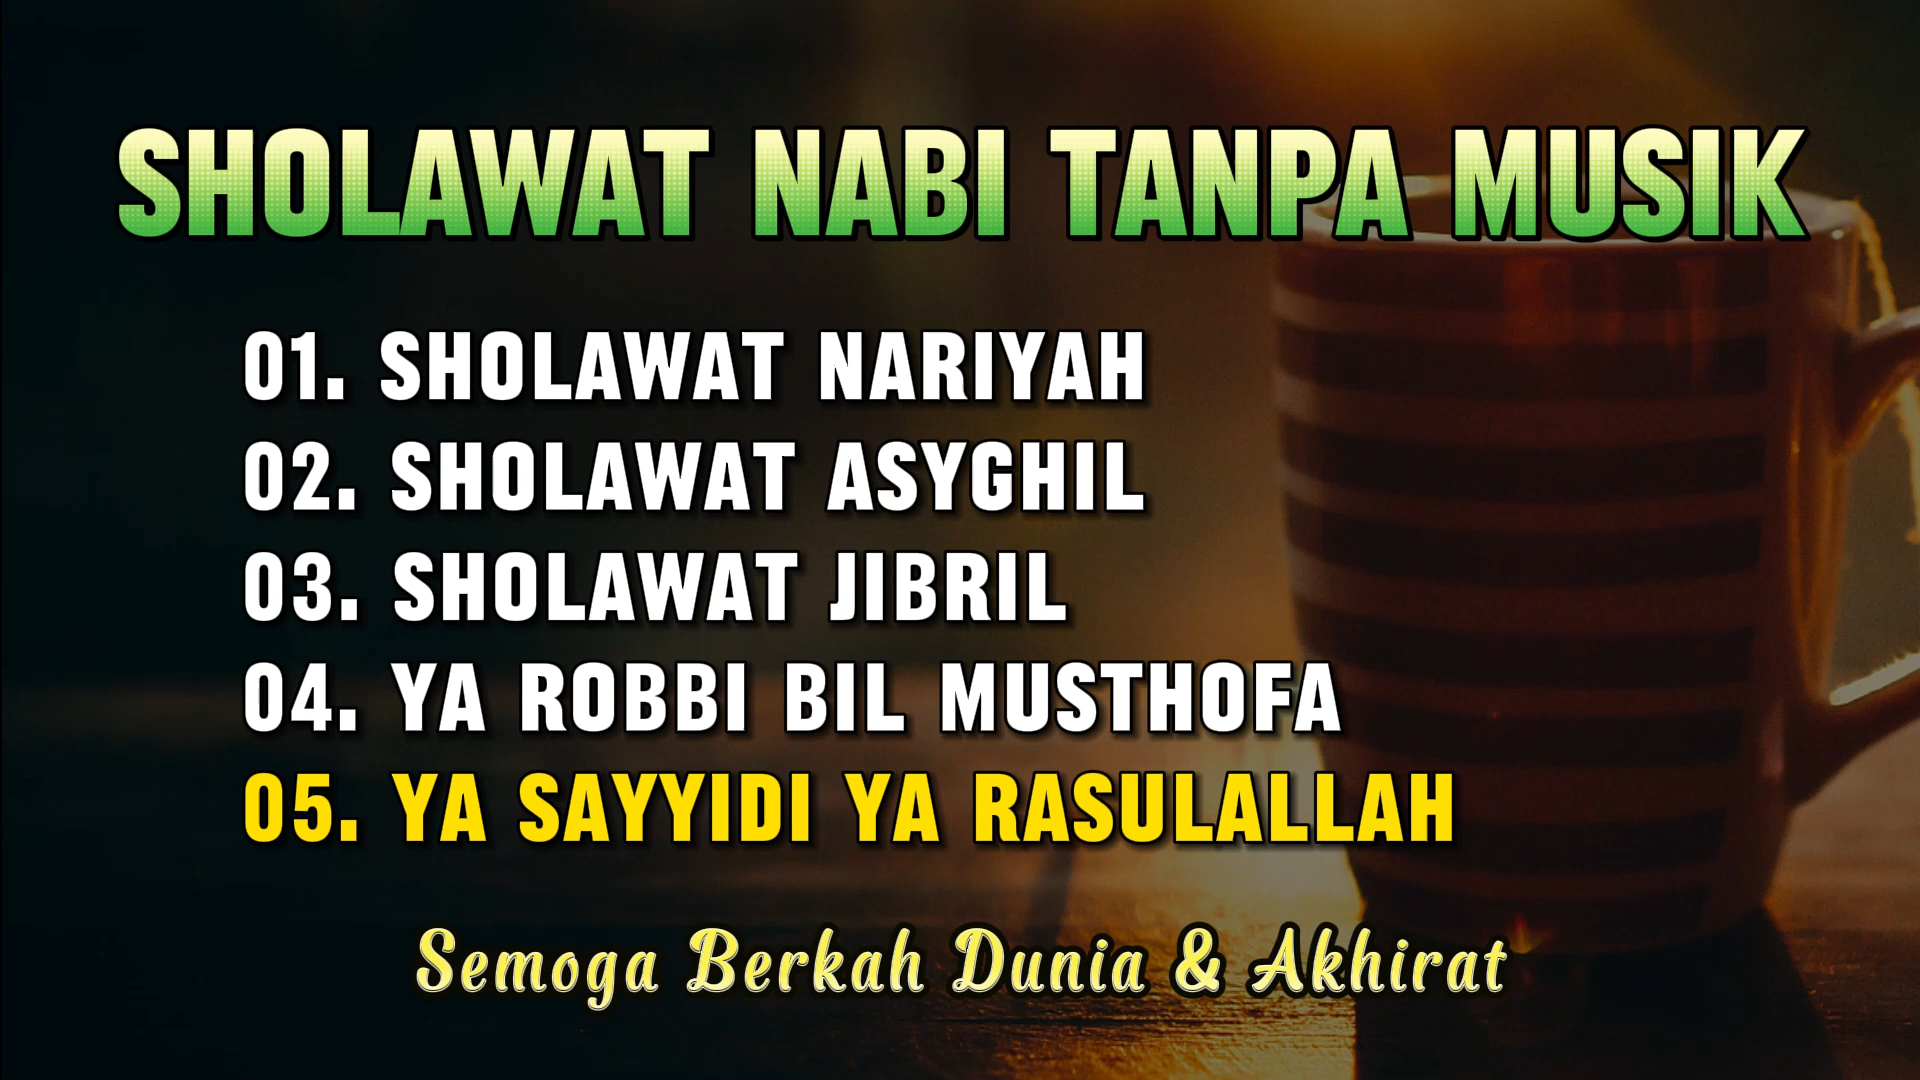 SHOLAWAT NABI TANPA MUSIK
01. SHOLAWAT NARIYAH
02. SHOLAWAT ASYGHIL
03. SHOLAWAT JIBRIL
04. YA ROBBI BIL MUSTHOFA
05. YA SAYYIDI YA RASULALLAH
Semoga Berkah Dunia & Akhirat